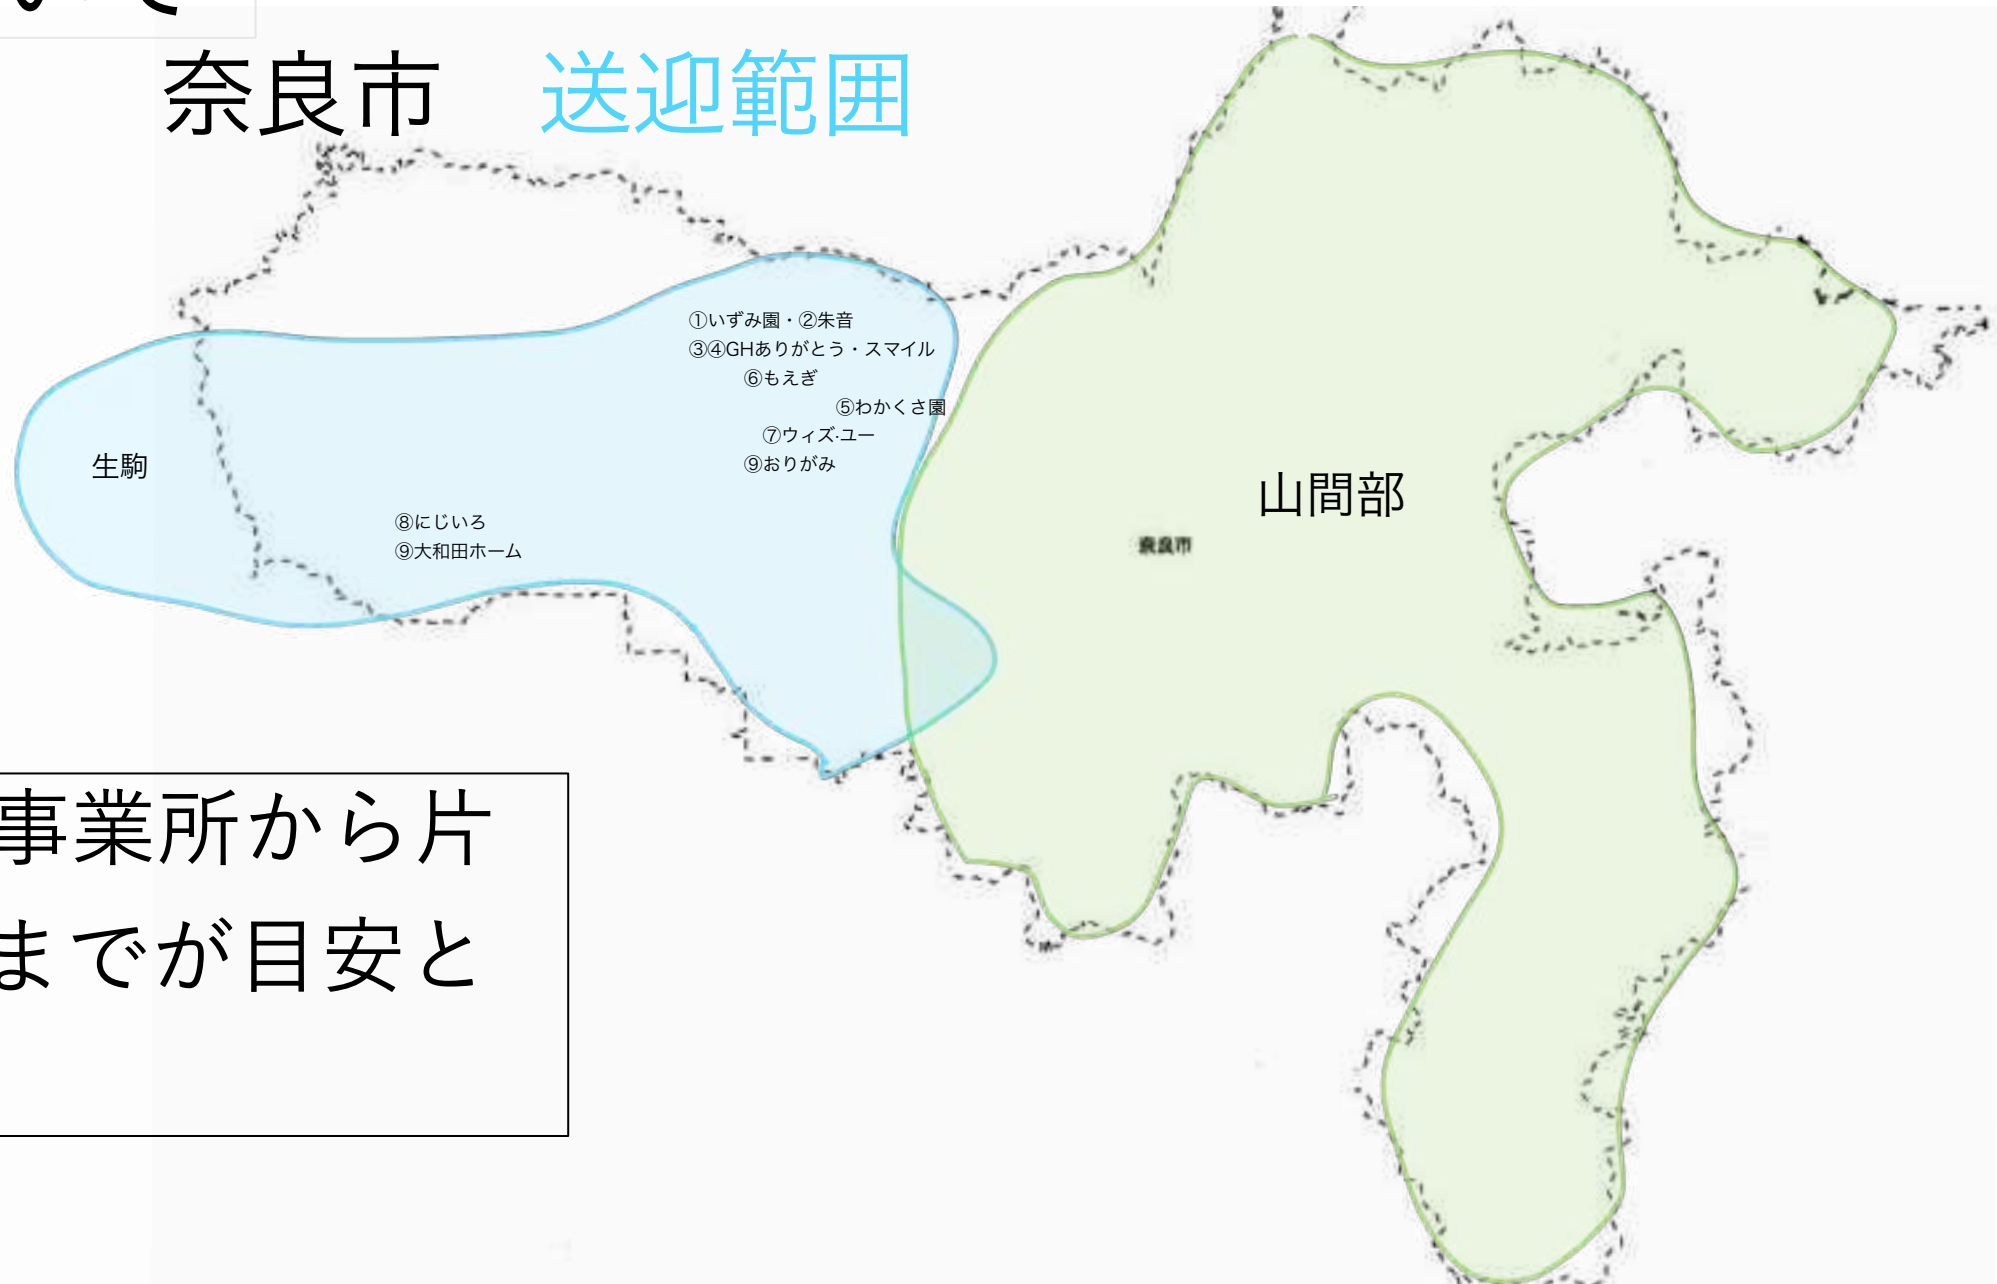 いて
奈良市　送迎範囲
①いずみ園・②朱音
③④GHありがとう・スマイル
⑥もえぎ
⑤わかくさ園
⑦ウィズ·ユー
⑨おりがみ
生駒
山間部
奈良市
⑧にじいろ
⑨大和田ホーム
事業所から片
までが目安と